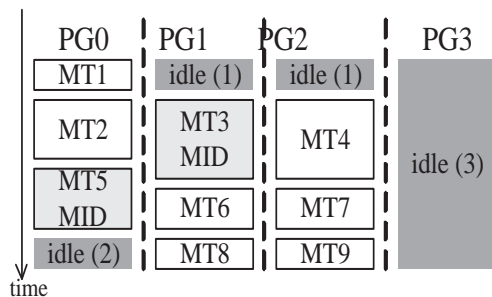 PG0 PG1 PG2 PG3
MT1 idle (1) idle (1)
MT2 MT3 MID MT4 idle (3)
MT5 MID MT6 MT7
idle (2) MT8 MT9
time